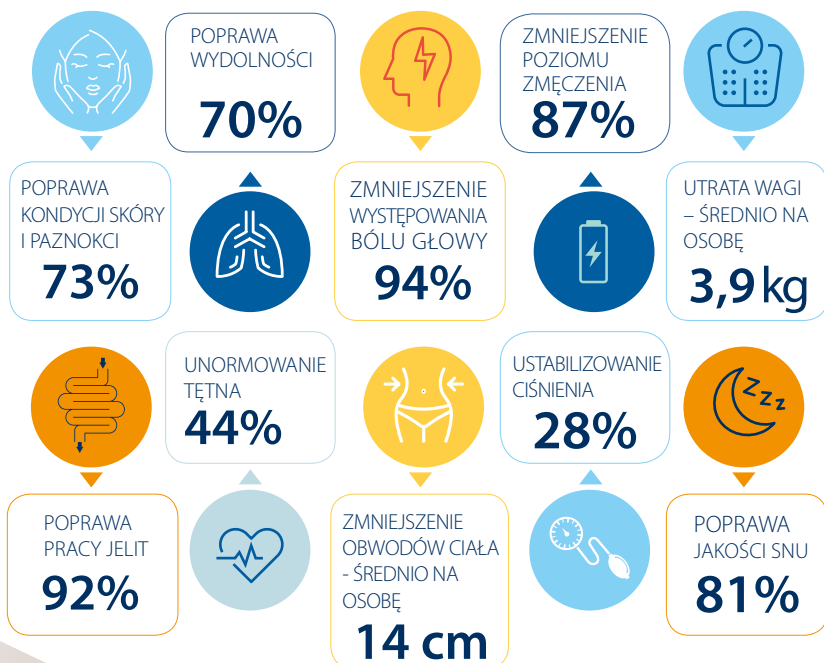 POPRAWA
WYDOLNOŚCI
70%
ZMNIEJSZENIE
POZIOMU
ZMĘCZENIA
87%
POPRAWA
KONDYCJI SKÓRY
I PAZNOKCI
73%
ZMNIEJSZENIE
WYSTĘPOWANIA
BÓLU GŁOWY
94%
UTRATA WAGI
– ŚREDNIO NA
OSOBĘ
3,9 kg
UNORMOWANIE
TĘTNA
44%
USTABILIZOWANIE
CIŚNIENIA
28%
zzz
POPRAWA
PRACY JELIT
92%
ZMNIEJSZENIE
OBWODÓW CIAŁA
- ŚREDNIO NA
OSOBĘ
14 cm
POPRAWA
JAKOŚCI SNU
81%